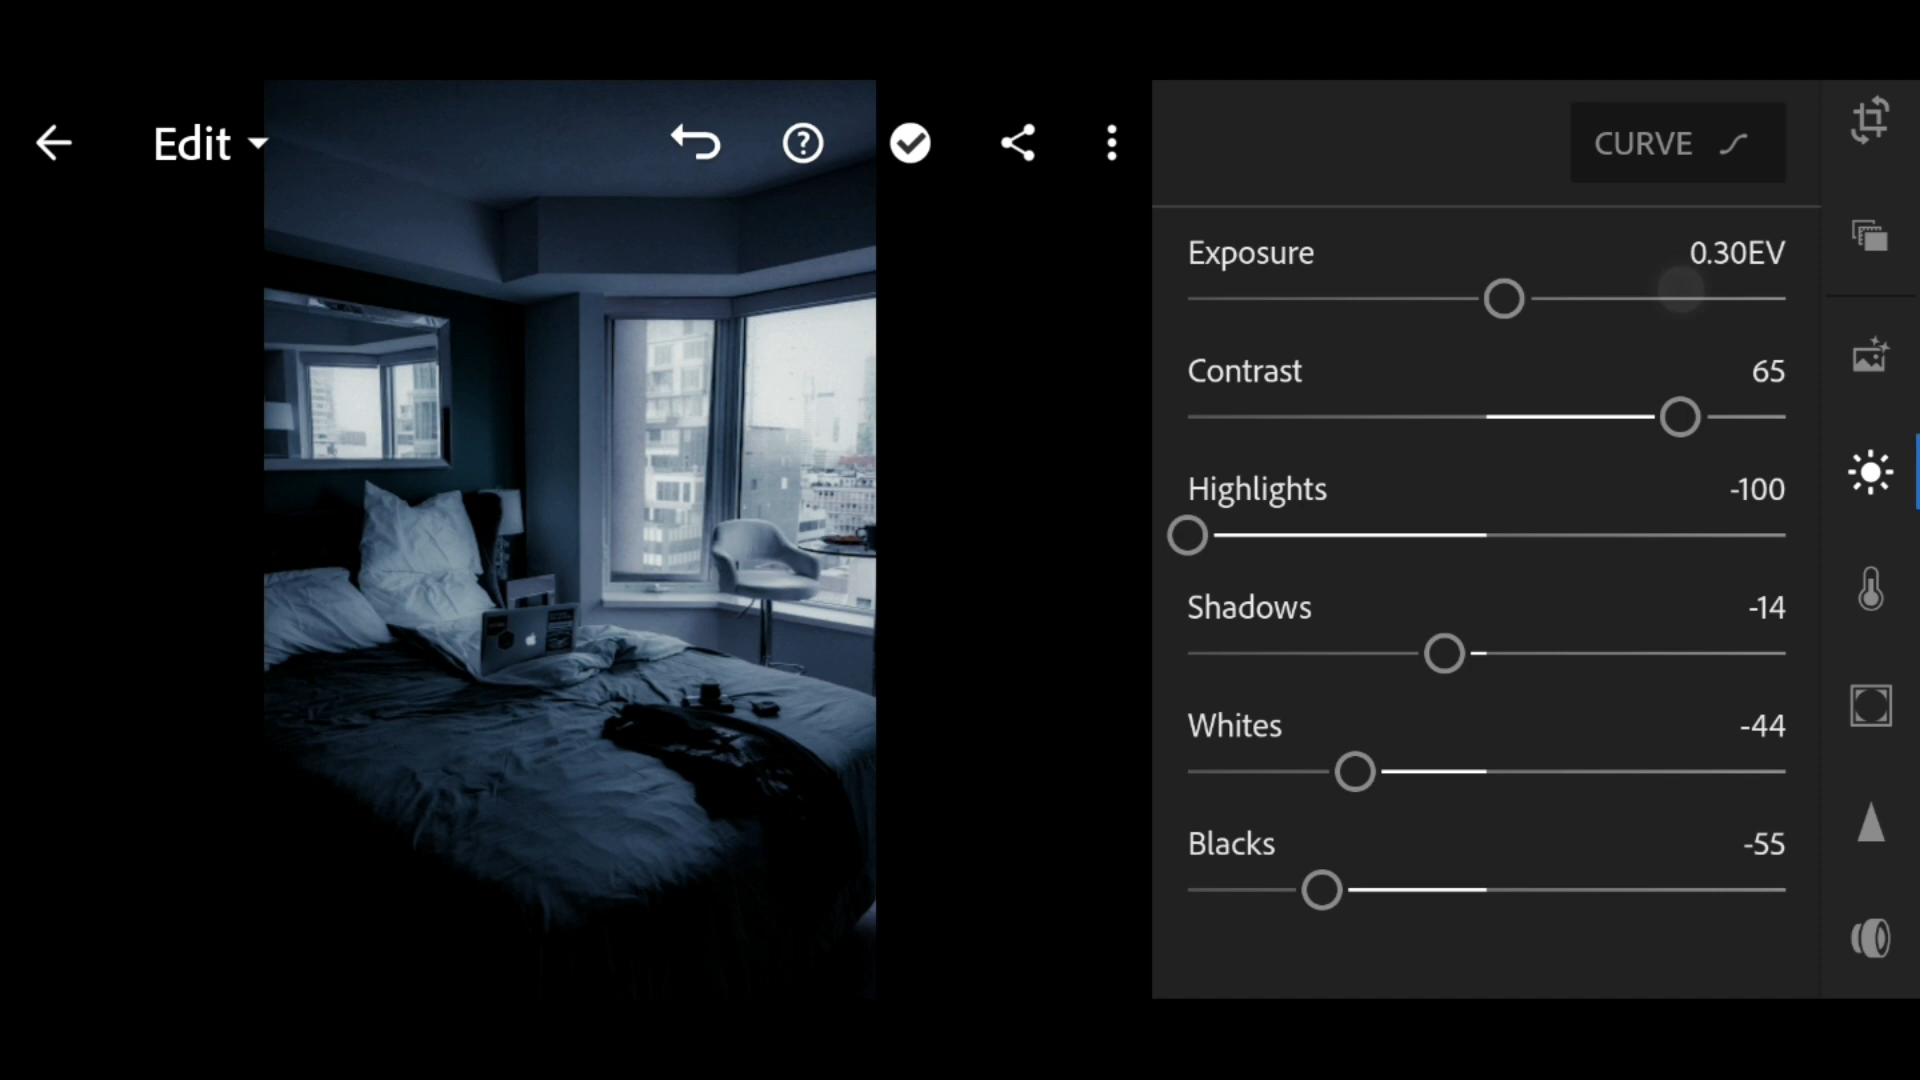 Edit
CURVE
Exposure 0.30EV
Contrast 65
Highlights -100
Shadows -14
Whites -44
Blacks -55